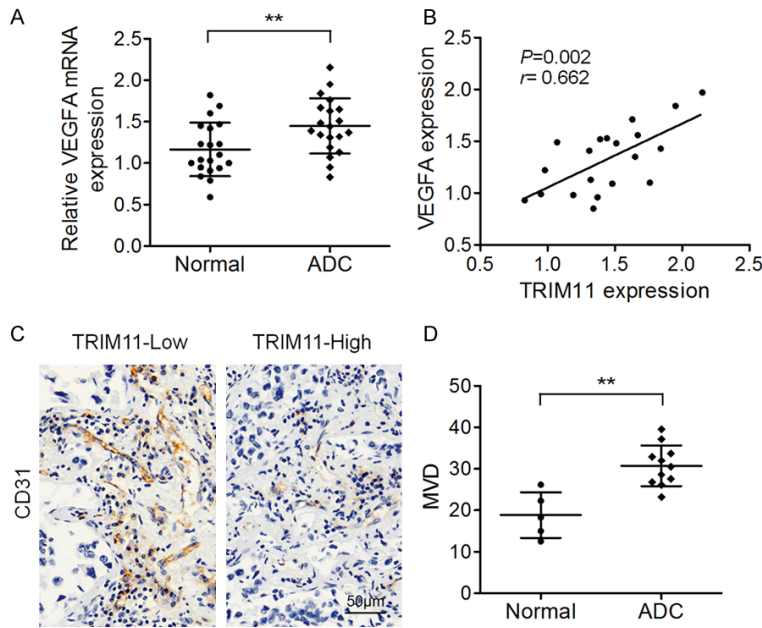 A
**
Relative VEGFA mRNA
expression
2.5
2.0
1.5
1.0
0.5
0.0
Normal
ADC
B
P=0.002
r= 0.662
VEGFA expression
2.5
2.0
1.5
1.0
0.5
0.5
1.0
1.5
2.0
2.5
TRIM11 expression
C
TRIM11-Low
TRIM11-High
CD31
50μm
D
**
MVD
50
40
30
20
10
0
Normal
ADC